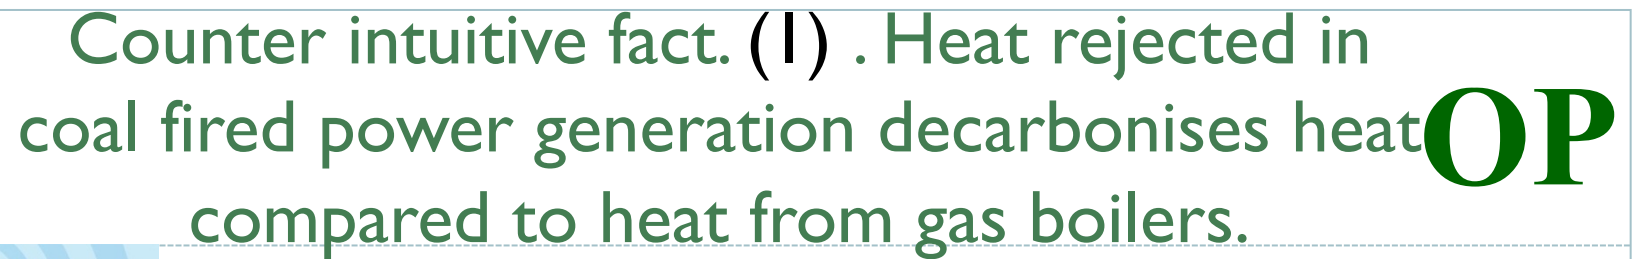 Counter intuitive fact. (1) . Heat rejected in
coal fired power generation decarbonises heat
OP
compared to heat from gas boilers.